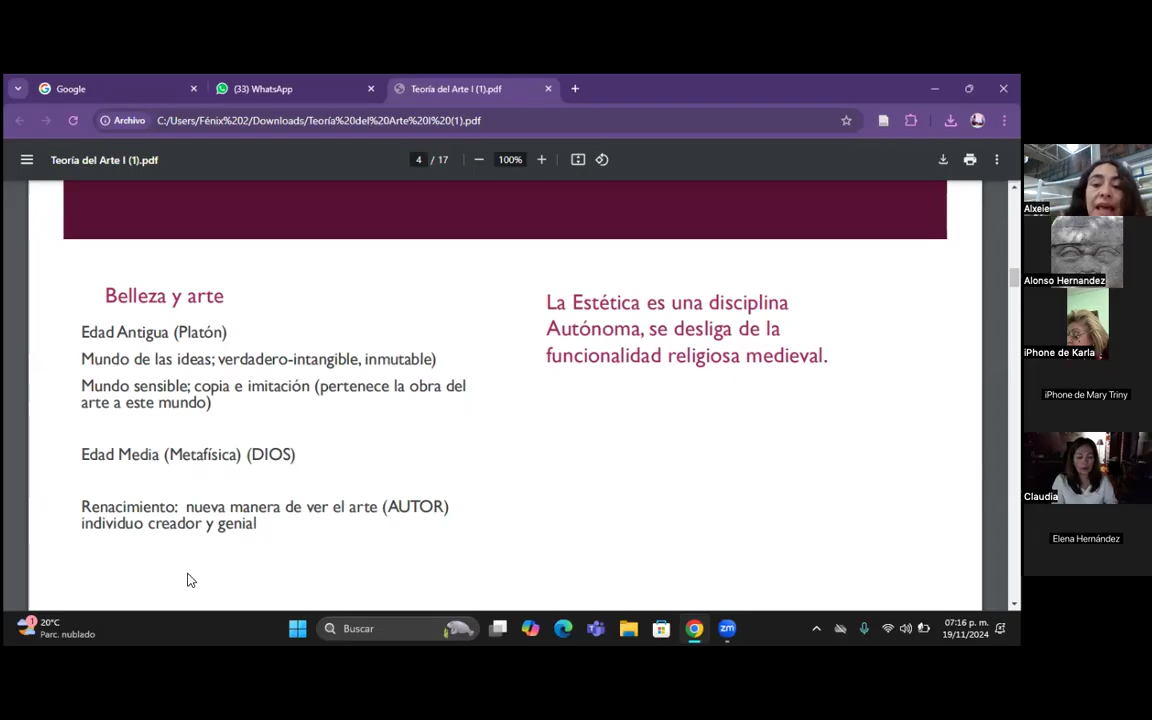 Google
(33) WhatsApp
Teoría del Arte I (1).pdf
Archivo
C:/Users/Fénix%202/Downloads/Teoría%20del%20Arte%20I%20(1).pdf
Teoría del Arte I (1).pdf
4 / 17
100%
Belleza y arte
Edad Antigua (Platón)
Mundo de las ideas; verdadero-intangible, inmutable)
Mundo sensible; copia e imitación (pertenece la obra del
arte a este mundo)
Edad Media (Metafísica) (DIOS)
Renacimiento: nueva manera de ver el arte (AUTOR)
individuo creador y genial
La Estética es una disciplina
Autónoma, se desliga de la
funcionalidad religiosa medieval.
Alxeie
Alonso Hernandez
iPhone de Karla
iPhone de Mary Triny
Claudia
Elena Hernández
1
20°C
Parc. nublado
Buscar
zm
07:16 p. m.
19/11/2024